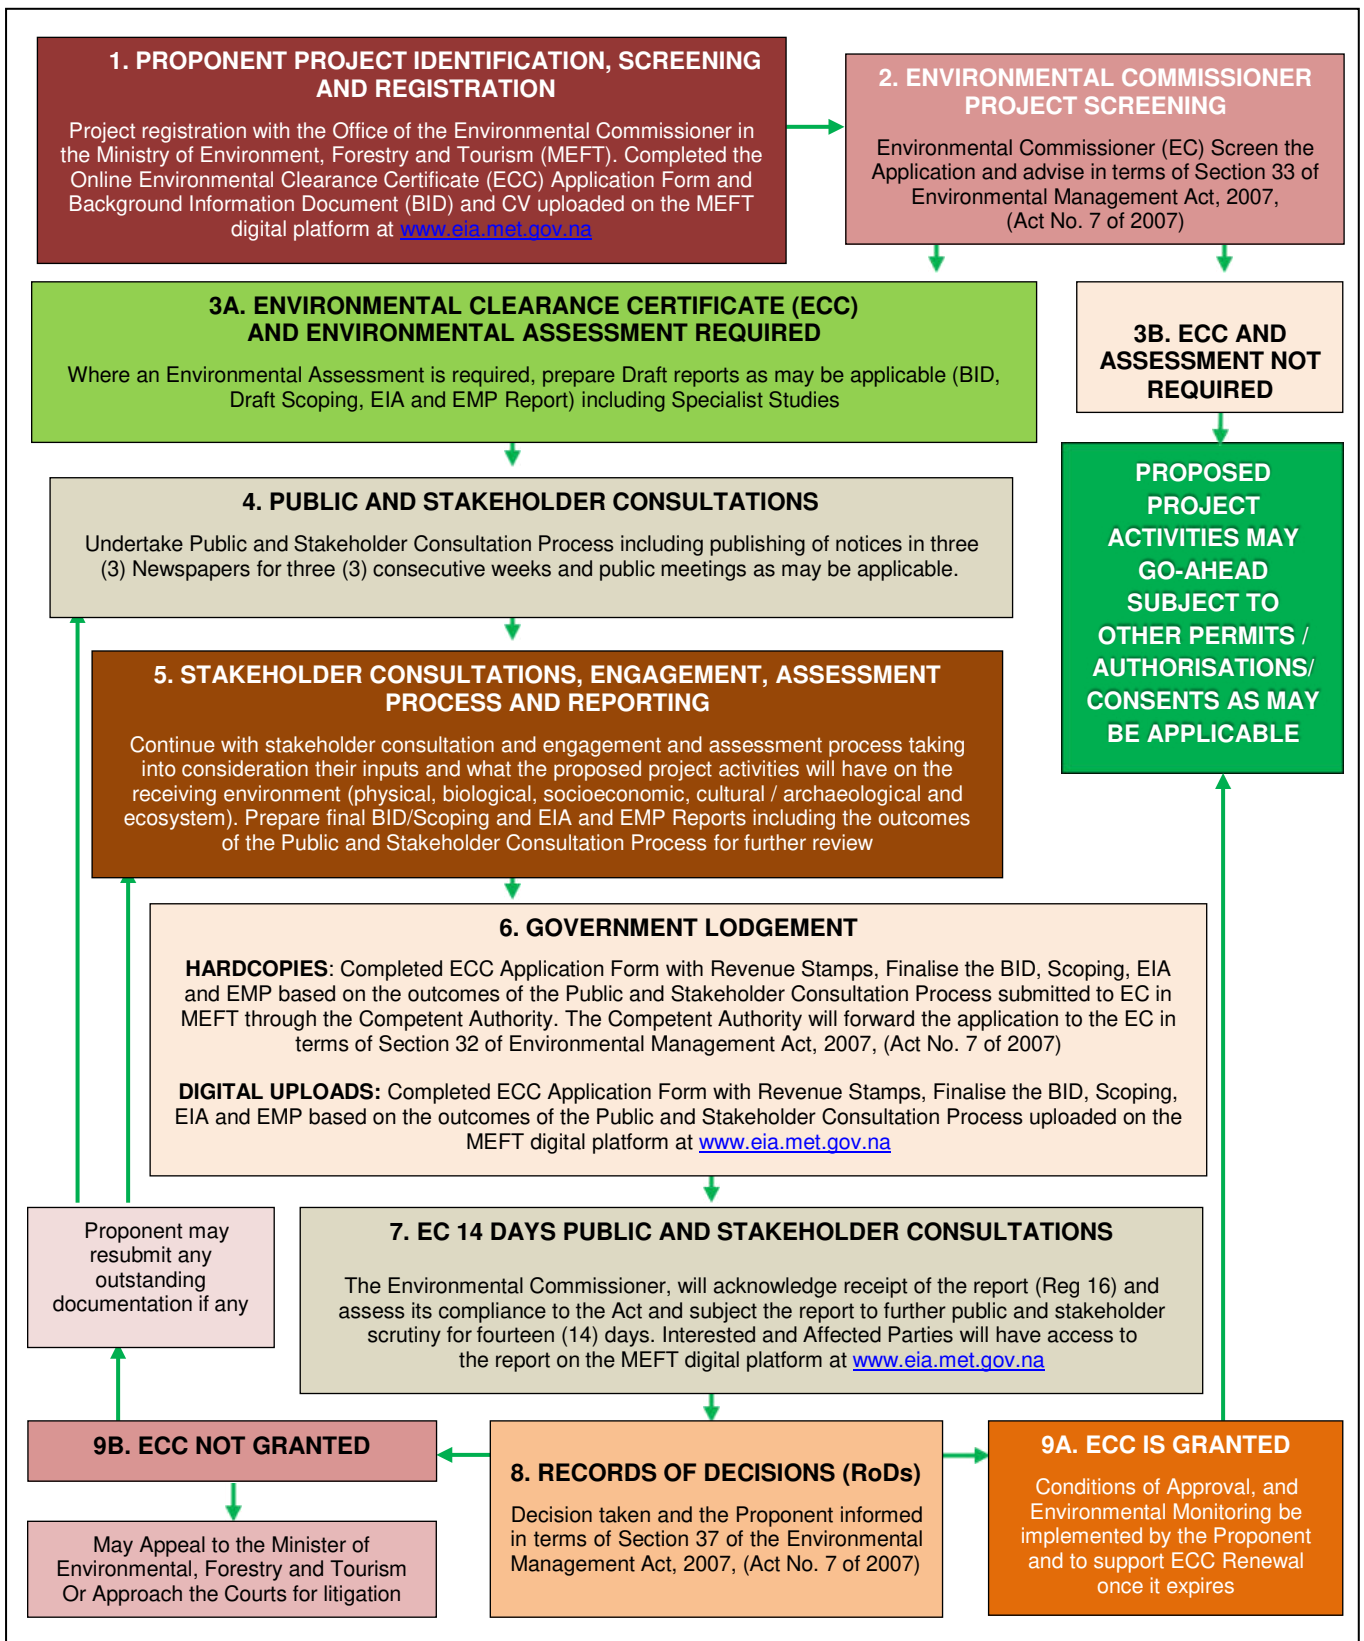 1. PROPONENT PROJECT IDENTIFICATION, SCREENING
AND REGISTRATION
Project registration with the Office of the Environmental Commissioner in
the Ministry of Environment, Forestry and Tourism (MEFT). Completed the
Online Environmental Clearance Certificate (ECC) Application Form and
Background Information Document (BID) and CV uploaded on the MEFT
digital platform at www.eia.met.gov.na
2. ENVIRONMENTAL COMMISSIONER
PROJECT SCREENING
Environmental Commissioner (EC) Screen the
Application and advise in terms of Section 33 of
Environmental Management Act, 2007,
(Act No. 7 of 2007)
3A. ENVIRONMENTAL CLEARANCE CERTIFICATE (ECC)
AND ENVIRONMENTAL ASSESSMENT REQUIRED
Where an Environmental Assessment is required, prepare Draft reports as may be applicable (BID,
Draft Scoping, EIA and EMP Report) including Specialist Studies
3B. ECC AND
ASSESSMENT NOT
REQUIRED
PROPOSED
PROJECT
ACTIVITIES MAY
GO-AHEAD
SUBJECT TO
OTHER PERMITS /
AUTHORISATIONS/
CONSENTS AS MAY
BE APPLICABLE
4. PUBLIC AND STAKEHOLDER CONSULTATIONS
Undertake Public and Stakeholder Consultation Process including publishing of notices in three
(3) Newspapers for three (3) consecutive weeks and public meetings as may be applicable.
5. STAKEHOLDER CONSULTATIONS, ENGAGEMENT, ASSESSMENT
PROCESS AND REPORTING
Continue with stakeholder consultation and engagement and assessment process taking
into consideration their inputs and what the proposed project activities will have on the
receiving environment (physical, biological, socioeconomic, cultural / archaeological and
ecosystem). Prepare final BID/Scoping and EIA and EMP Reports including the outcomes
of the Public and Stakeholder Consultation Process for further review
6. GOVERNMENT LODGEMENT
HARDCOPIES: Completed ECC Application Form with Revenue Stamps, Finalise the BID, Scoping, EIA
and EMP based on the outcomes of the Public and Stakeholder Consultation Process submitted to EC in
MEFT through the Competent Authority. The Competent Authority will forward the application to the EC in
terms of Section 32 of Environmental Management Act, 2007, (Act No. 7 of 2007)
DIGITAL UPLOADS: Completed ECC Application Form with Revenue Stamps, Finalise the BID, Scoping,
EIA and EMP based on the outcomes of the Public and Stakeholder Consultation Process uploaded on the
MEFT digital platform at www.eia.met.gov.na
Proponent may
resubmit any
outstanding
documentation if any
7. EC 14 DAYS PUBLIC AND STAKEHOLDER CONSULTATIONS
The Environmental Commissioner, will acknowledge receipt of the report (Reg 16) and
assess its compliance to the Act and subject the report to further public and stakeholder
scrutiny for fourteen (14) days. Interested and Affected Parties will have access to
the report on the MEFT digital platform at www.eia.met.gov.na
9B. ECC NOT GRANTED
May Appeal to the Minister of
Environmental, Forestry and Tourism
Or Approach the Courts for litigation
8. RECORDS OF DECISIONS (RoDs)
Decision taken and the Proponent informed
in terms of Section 37 of the Environmental
Management Act, 2007, (Act No. 7 of 2007)
9A. ECC IS GRANTED
Conditions of Approval, and
Environmental Monitoring be
implemented by the Proponent
and to support ECC Renewal
once it expires